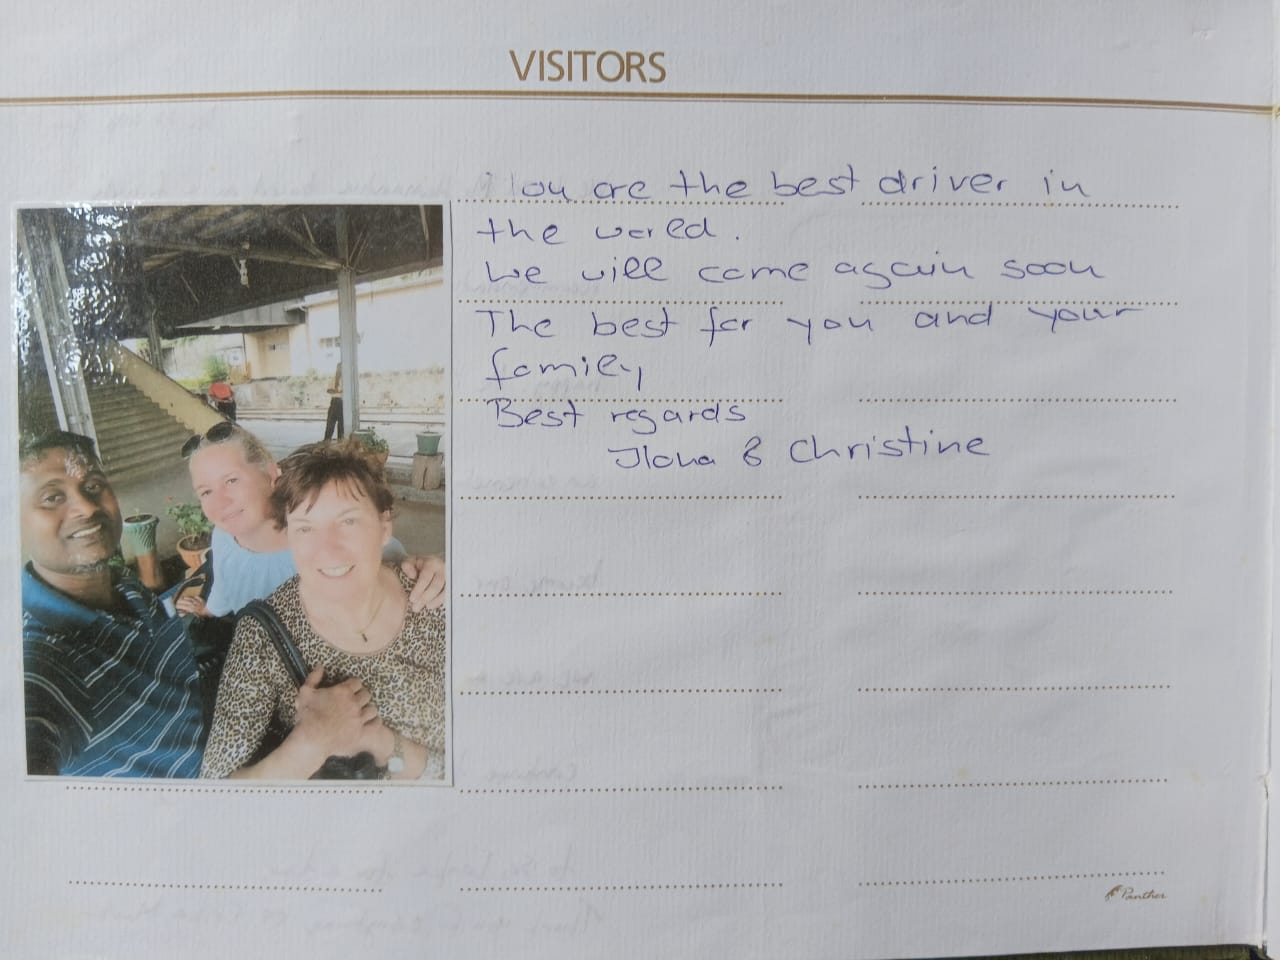 VISITORS
You are the best driver in
the world.
We will come again soon
The best for you and your
family
Best regards
Ilona & Christine
Panther